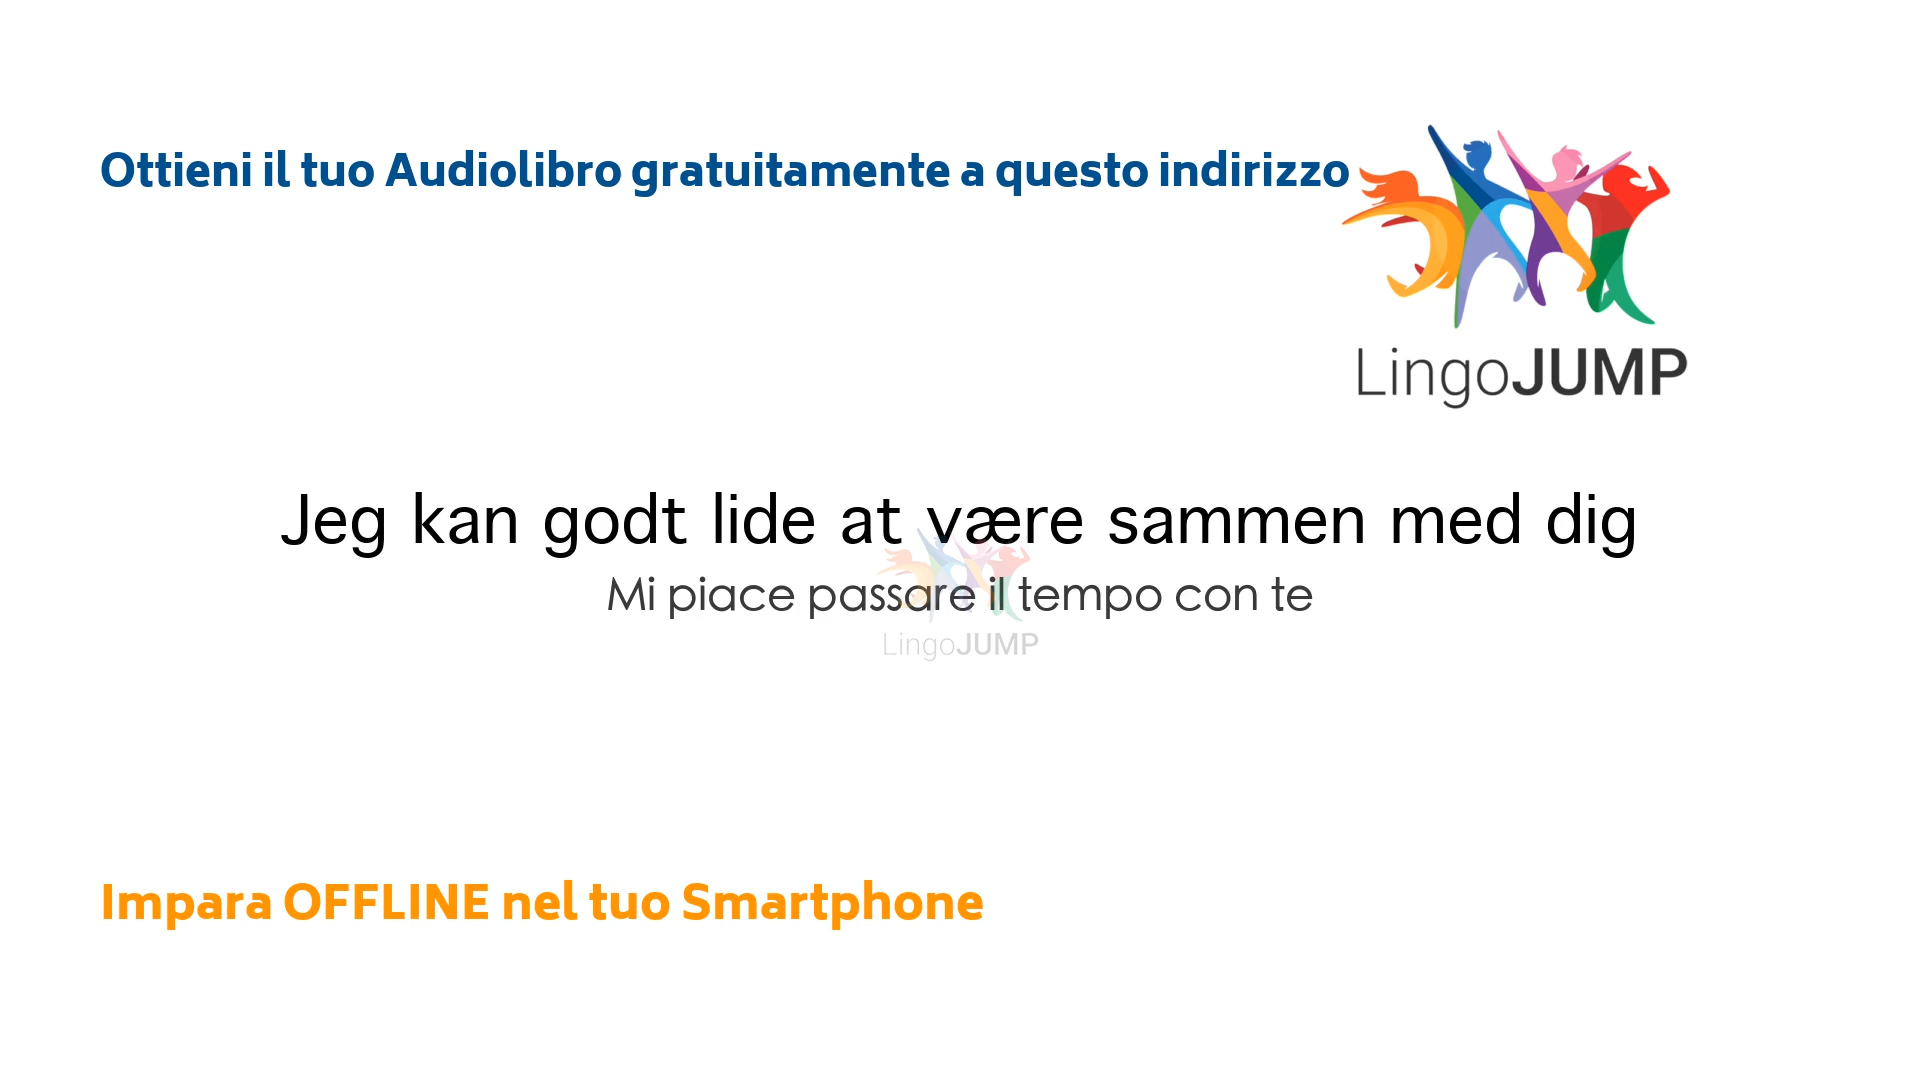 Ottieni il tuo Audiolibro gratuitamente a questo indirizzo
LingoJUMP
Jeg kan godt lide at være sammen med dig
Mi piace passare il tempo con te
LingoJUMP
Impara OFFLINE nel tuo Smartphone